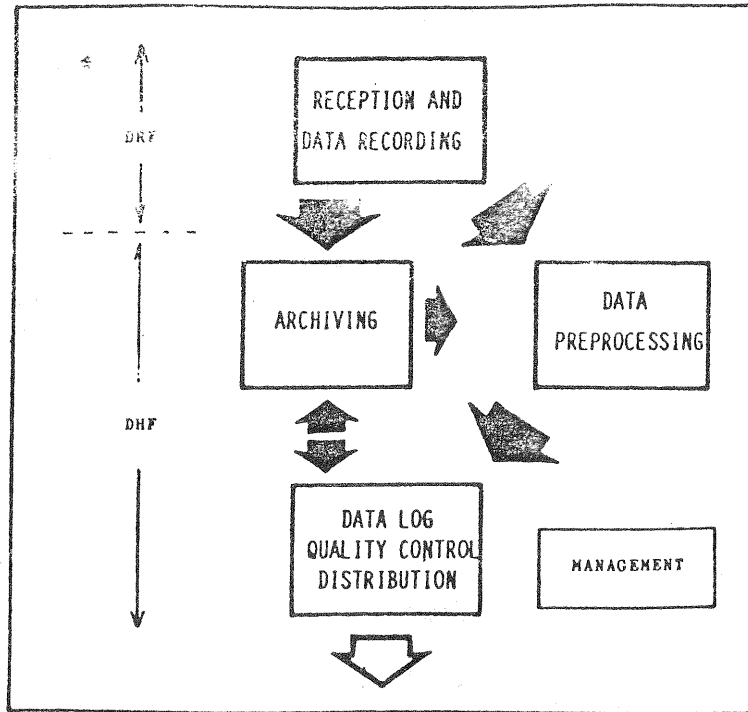 RECEPTION AND
DATA RECORDING
DRF
ARCHIVING
DATA
PREPROCESSING
DHF
DATA LOG
QUALITY CONTROL
DISTRIBUTION
MANAGEMENT